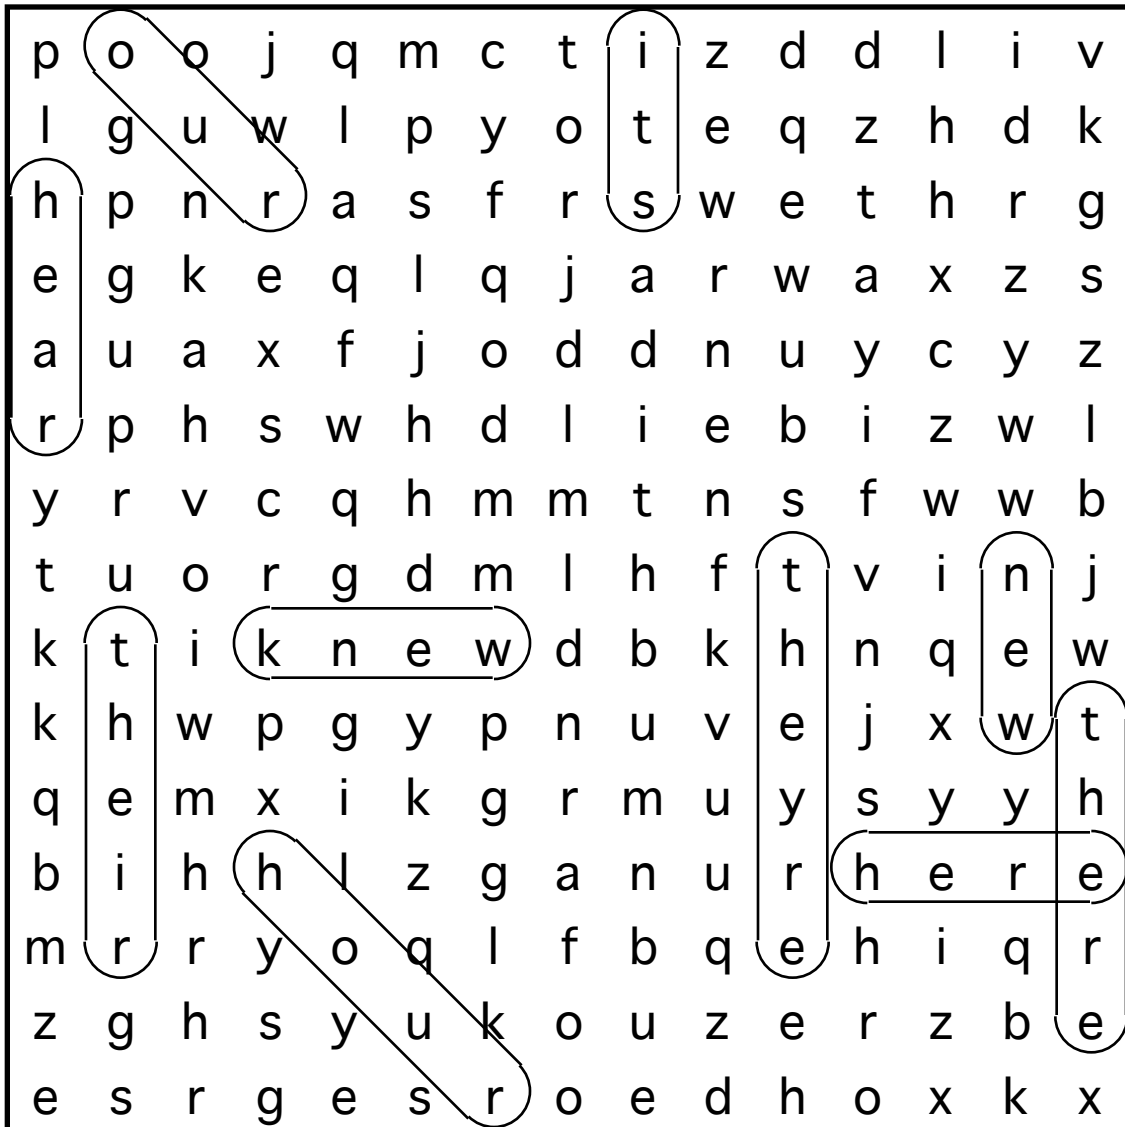 p o o j q m c t i z d d l i v
l g u w l p y o t e q z h d k
h p n r a s f r s w e t h r g
e g k e q l q j a r w a x z s
a u a x f j o d d n u y c y z
r p h s w h d l i e b i z w l
y r v c q h m m t n s f w w b
t u o r g d m l h f t v i n j
k t i k n e w d b k h n q e w
k h w p g y p n u v e j x w t
q e m x i k g r m u y s y y h
b i h h l z g a n u r h e r e
m r r y o q l f b q e h i q r
z g h s y u k o u z e r z b e
e s r g e s r o e d h o x k x